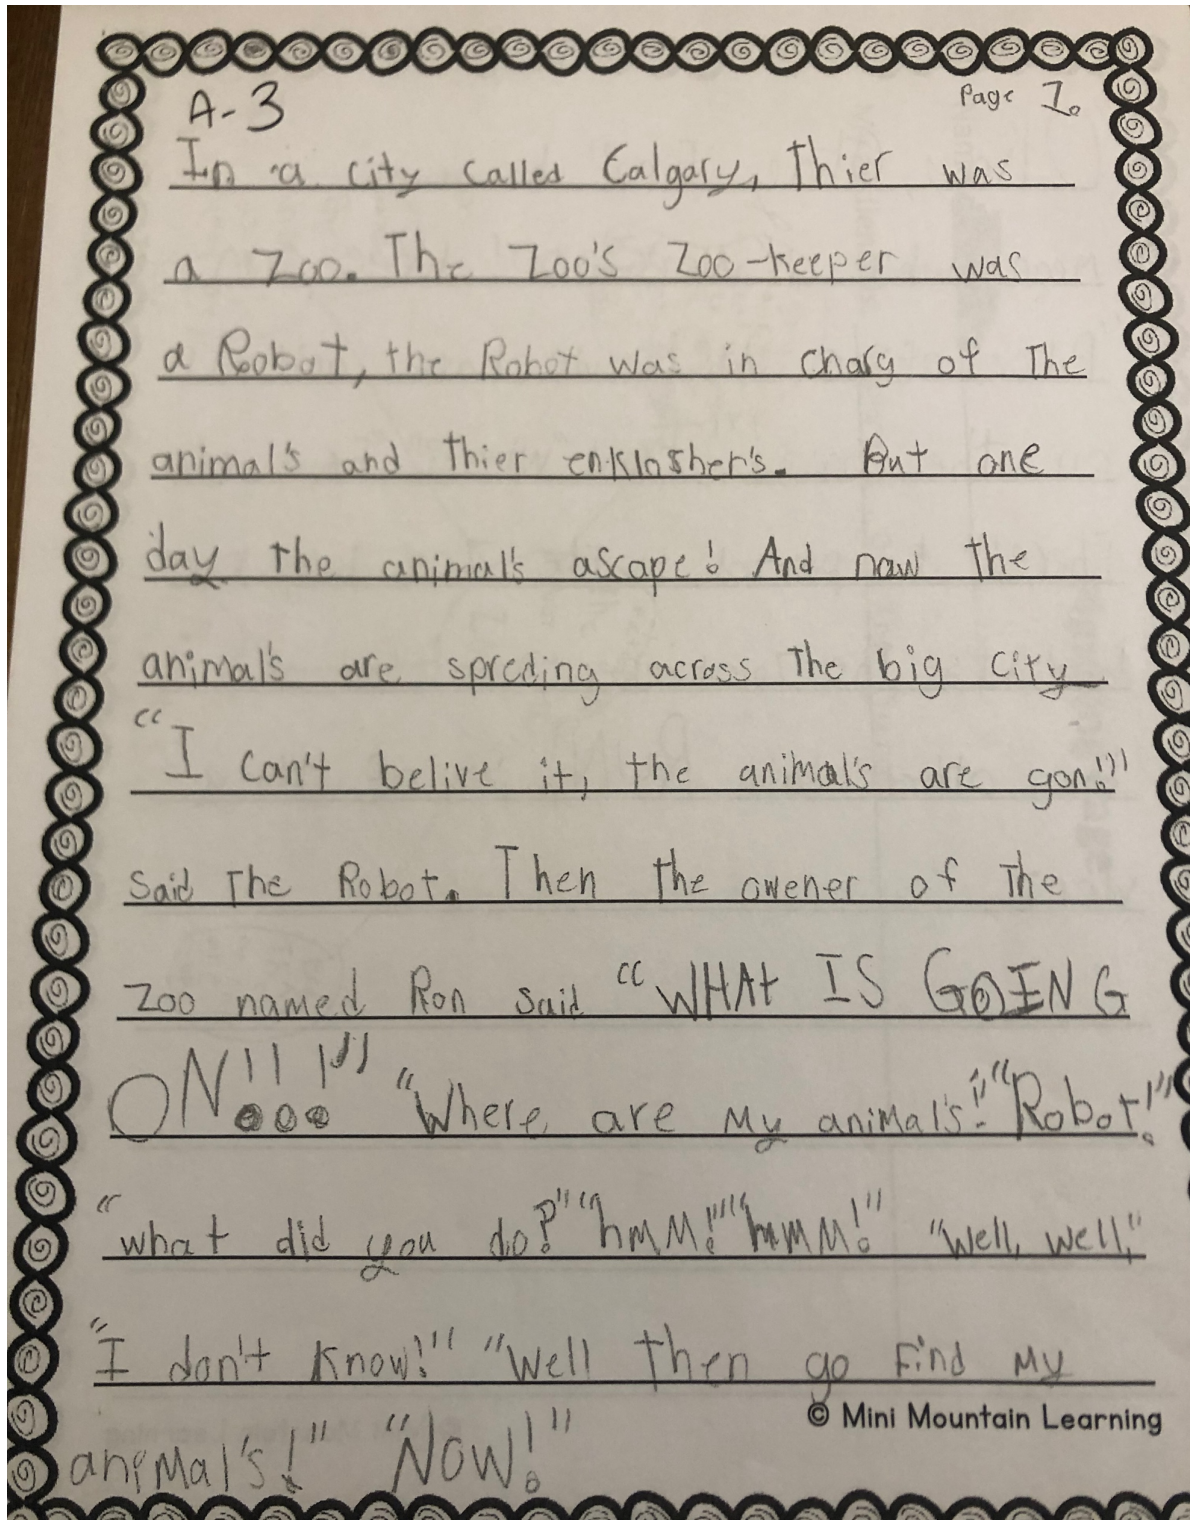 A-3
Page 1.
In a city called Calgary, thier was
a Zoo. The Zoo's Zoo-keeper was
a Robot, the Robot was in charg of the
animal's and thier enklosher's. But one
day the animal's ascape! And now the
animal's are spreding across the big city
"I can't belive it, the animal's are gon!"
said the Robot. Then the owener of the
zoo named Ron said "WHAt IS GOING
ON!!!" "Where are my animal's!" "Robot!"
"what did you do?" "hmm!" "hmmm!" "Well, well,"
"I don't know!" "Well then go find my
© Mini Mountain Learning
animal's!" "Now!"